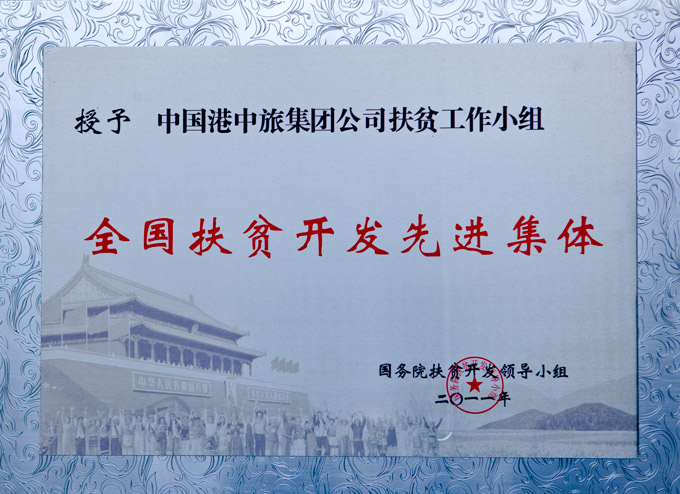 授予 中国港中旅集团公司扶贫工作小组
全国扶贫开发先进集体
国务院扶贫开发领导小组
二〇一一年